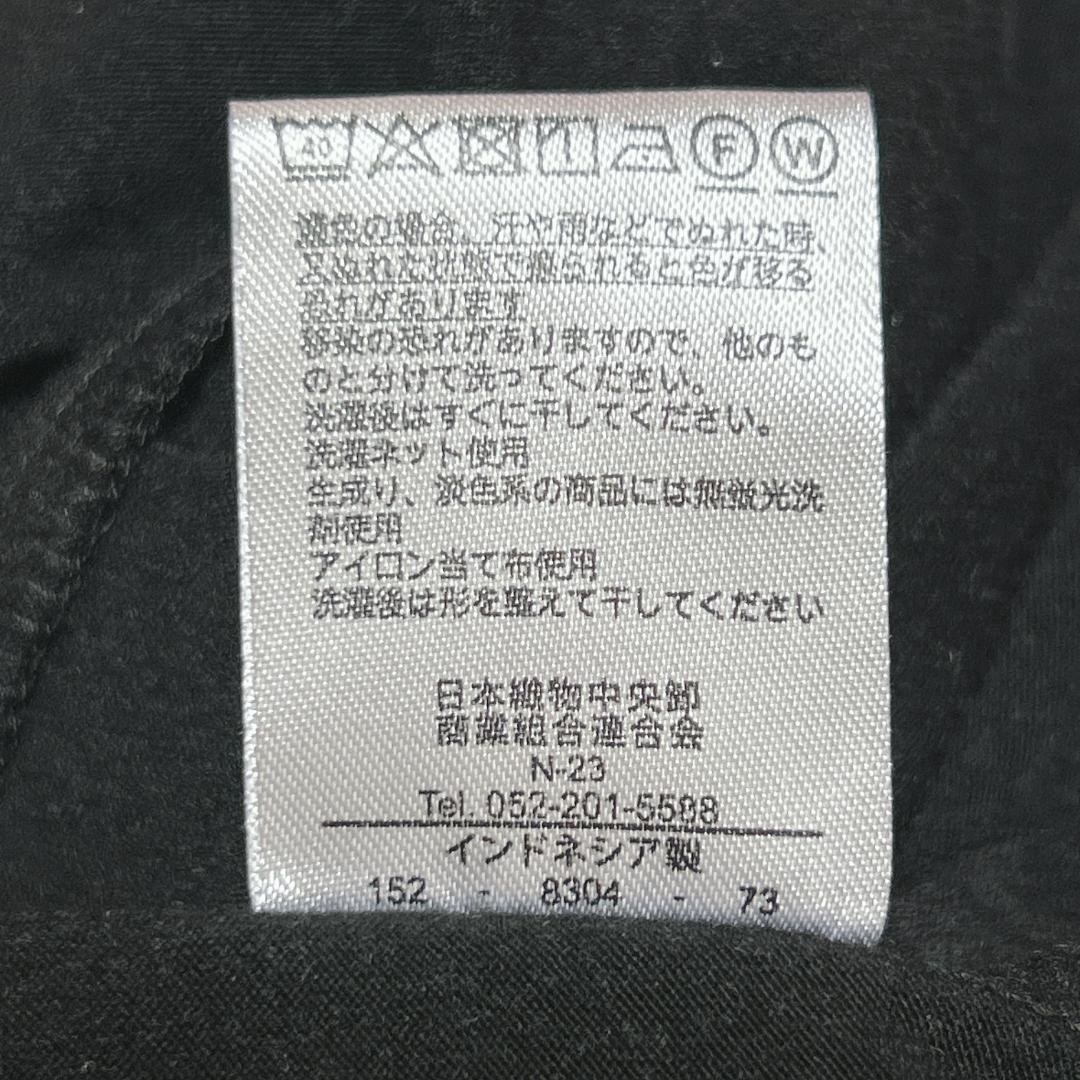 40 F W
濃色の場合、汗や雨などでぬれた時、
又ぬれた状態で擦られると色が移る
恐れがあります
移染の恐れがありますので、他のも
のと分けて洗ってください。
洗濯後はすぐに干してください。
洗濯ネット使用
生成り、淡色系の商品には無蛍光洗
剤使用
アイロン当て布使用
洗濯後は形を整えて干してください
日本織物中央卸
商業組合連合会
N-23
Tel. 052-201-5588
インドネシア製
152 - 8304 - 73